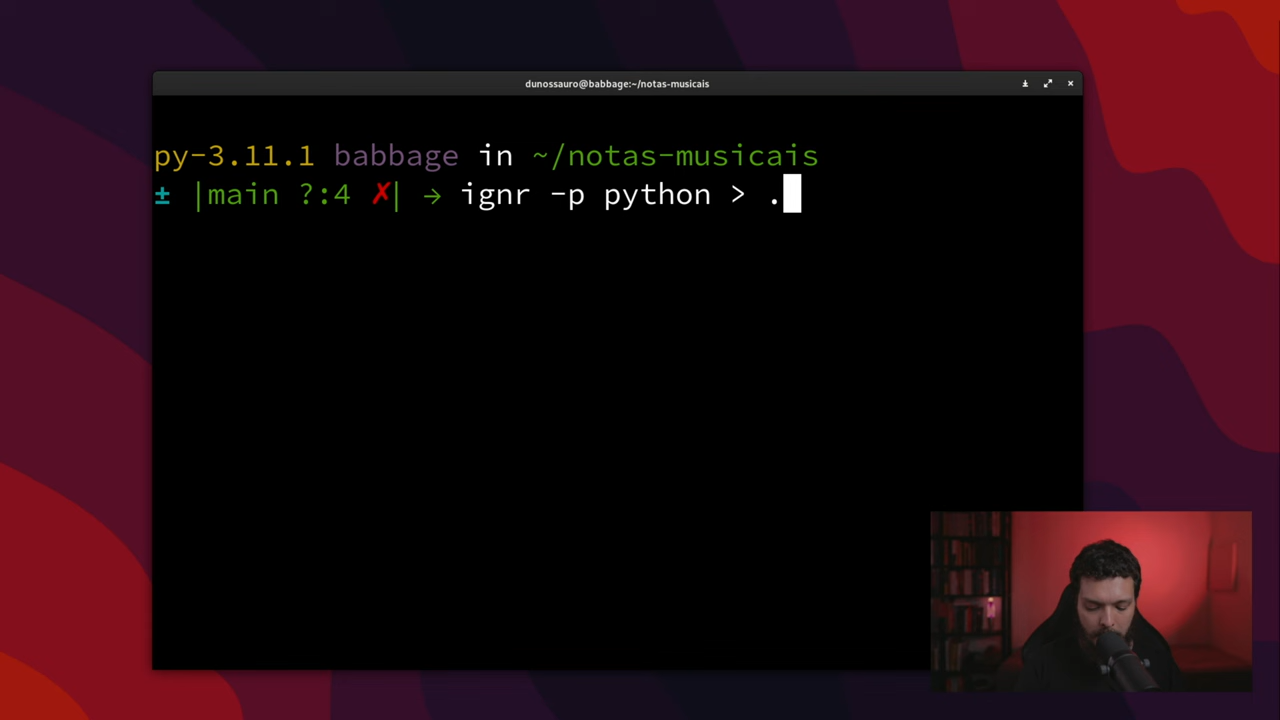 dunossauro@babbage:~/notas-musicais
py-3.11.1 babbage in ~/notas-musicais
± |main ?:4 ✗| → ignr -p python > .